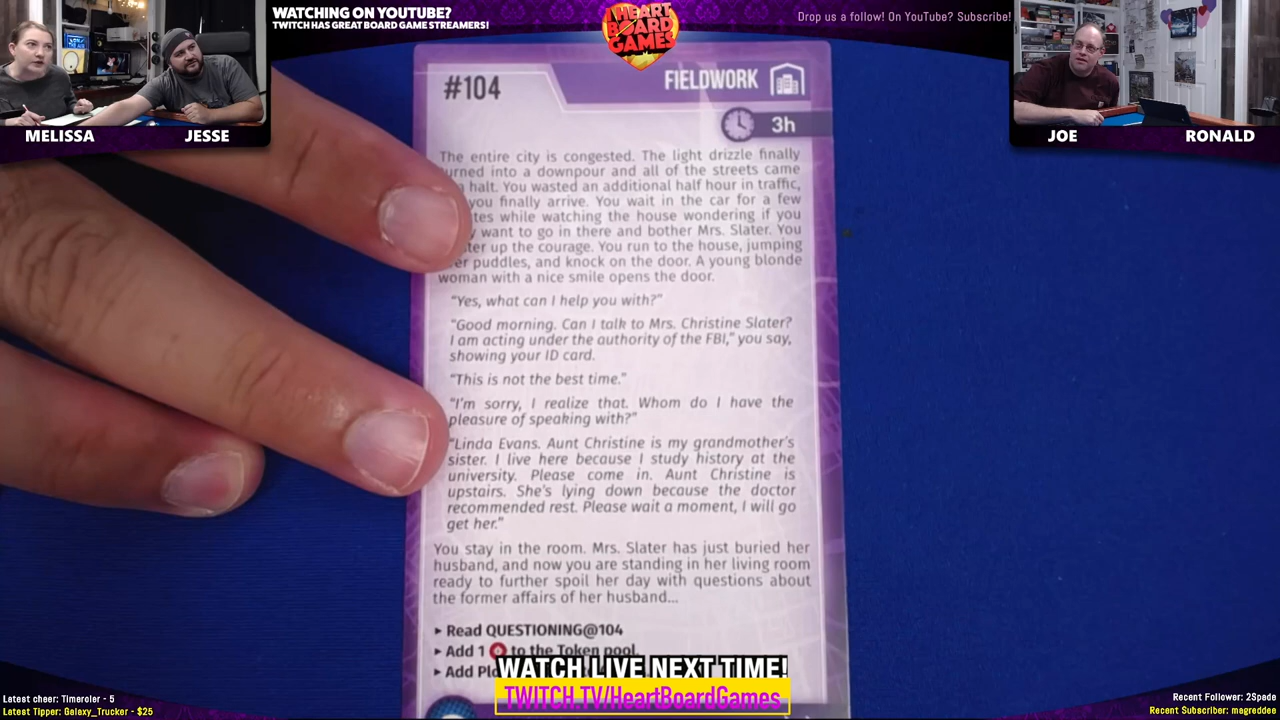 WATCHING ON YOUTUBE?
TWITCH HAS GREAT BOARD GAME STREAMERS!
I HEART
BOARD
GAMES
Drop us a follow! On YouTube? Subscribe!
MELISSA
JESSE
JOE
RONALD
#104
FIELDWORK
3h
The entire city is congested. The light drizzle finally
urned into a downpour and all of the streets came
halt. You wasted an additional half hour in traffic,
you finally arrive. You wait in the car for a few
tes while watching the house wondering if you
y want to go in there and bother Mrs. Slater. You
ter up the courage. You run to the house, jumping
er puddles, and knock on the door. A young blonde
woman with a nice smile opens the door.
"Yes, what can I help you with?"
"Good morning. Can I talk to Mrs. Christine Slater?
I am acting under the authority of the FBI," you say,
showing your ID card.
"This is not the best time."
"I'm sorry, I realize that. Whom do I have the
pleasure of speaking with?"
"Linda Evans. Aunt Christine is my grandmother's
sister. I live here because I study history at the
university. Please come in. Aunt Christine is
upstairs. She's lying down because the doctor
recommended rest. Please wait a moment, I will go
get her."
You stay in the room. Mrs. Slater has just buried her
husband, and now you are standing in her living room
ready to further spoil her day with questions about
the former affairs of her husband...
▸ Read QUESTIONING@104
▸ Add 1 to the Token pool.
▸ Add
WATCH LIVE NEXT TIME!
TWITCH.TV/HeartBoardGames
Latest cheer: Timeroler - 5
Latest Tipper: Galaxy_Trucker - $25
Recent Follower: 2Spede
Recent Subscriber: magreddee